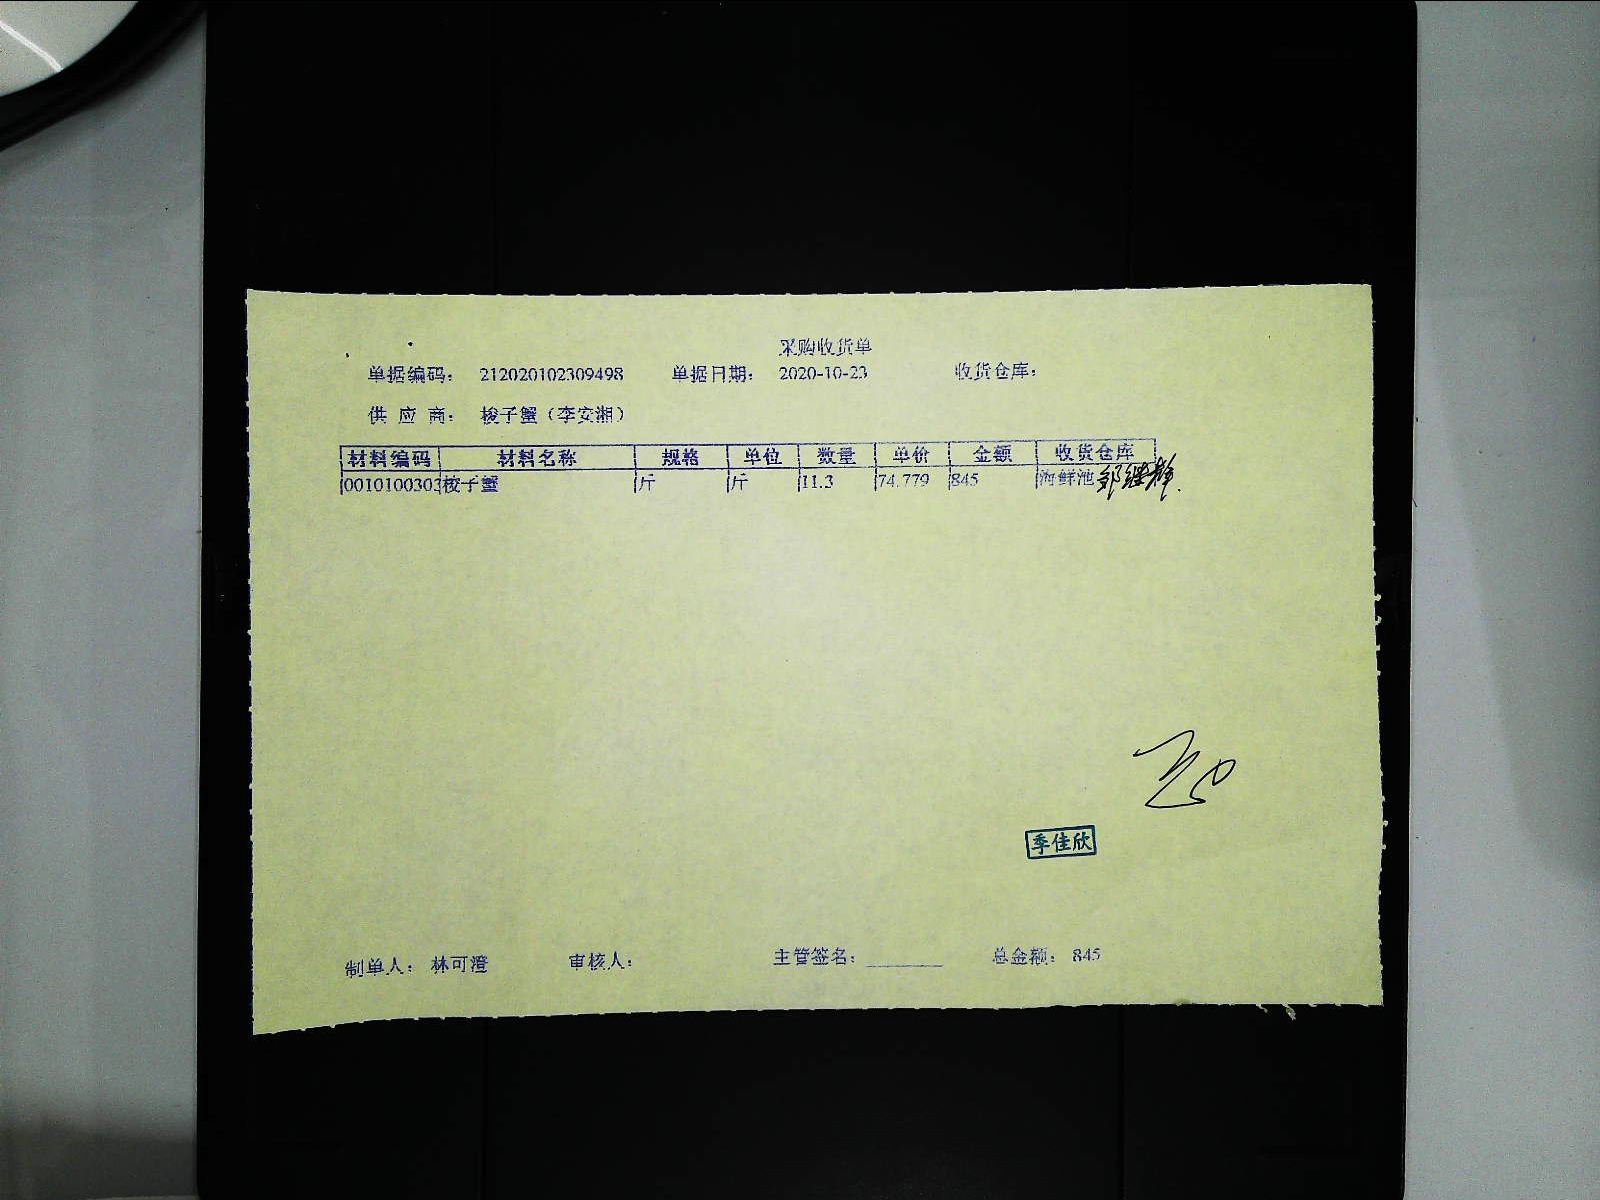 采购收货单
单据编码： 212020102309498 单据日期： 2020-10-23 收货仓库：
供 应 商： 梭子蟹（李安湘）
材料编码 材料名称 规格 单位 数量 单价 金额 收货仓库
0010100303 梭子蟹 斤 斤 11.3 74.779 845 海鲜池
季佳欣
制单人： 林可澄 审核人： 主管签名：________ 总金额： 845